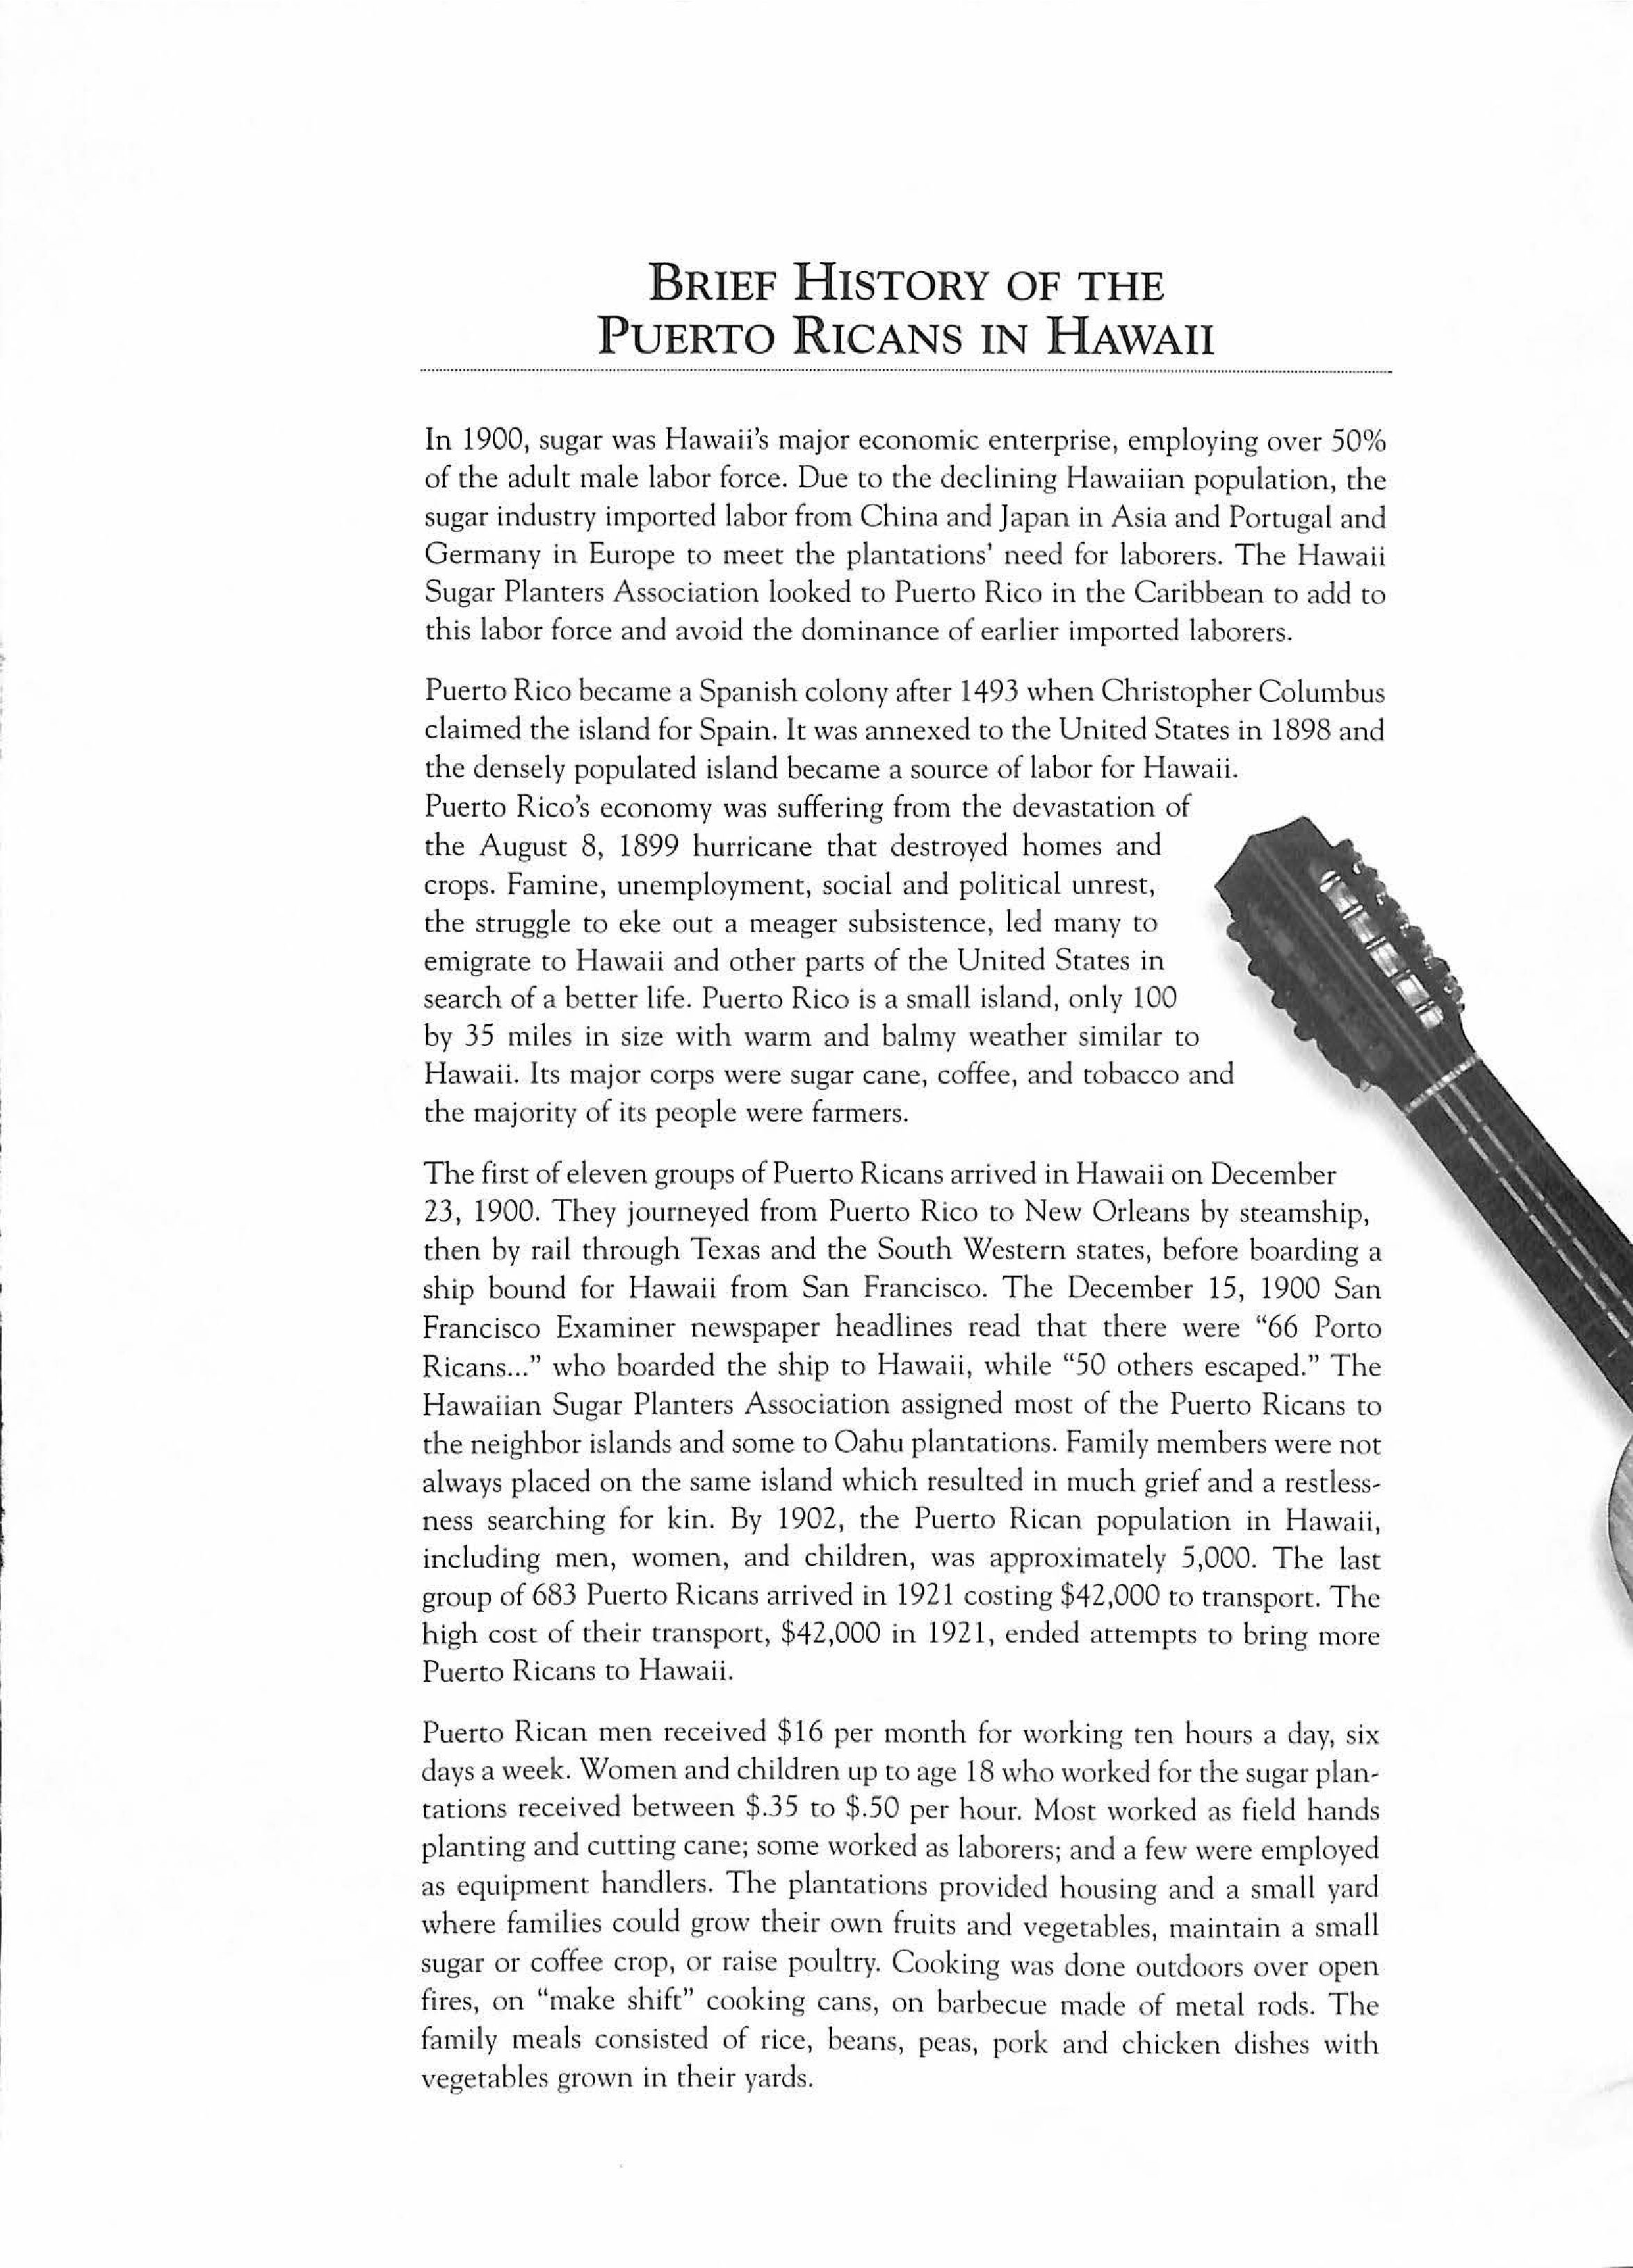 BRIEF HISTORY OF THE
PUERTO RICANS IN HAWAII
In 1900, sugar was Hawaii's major economic enterprise, employing over 50%
of the adult male labor force. Due to the declining Hawaiian population, the
sugar industry imported labor from China and Japan in Asia and Portugal and
Germany in Europe to meet the plantations' need for laborers. The Hawaii
Sugar Planters Association looked to Puerto Rico in the Caribbean to add to
this labor force and avoid the dominance of earlier imported laborers.
Puerto Rico became a Spanish colony after 1493 when Christopher Columbus
claimed the island for Spain. It was annexed to the United States in 1898 and
the densely populated island became a source of labor for Hawaii.
Puerto Rico's economy was suffering from the devastation of
the August 8, 1899 hurricane that destroyed homes and
crops. Famine, unemployment, social and political unrest,
the struggle to eke out a meager subsistence, led many to
emigrate to Hawaii and other parts of the United States in
search of a better life. Puerto Rico is a small island, only 100
by 35 miles in size with warm and balmy weather similar to
Hawaii. Its major corps were sugar cane, coffee, and tobacco and
the majority of its people were farmers.
The first of eleven groups of Puerto Ricans arrived in Hawaii on December
23, 1900. They journeyed from Puerto Rico to New Orleans by steamship,
then by rail through Texas and the South Western states, before boarding a
ship bound for Hawaii from San Francisco. The December 15, 1900 San
Francisco Examiner newspaper headlines read that there were "66 Porto
Ricans..." who boarded the ship to Hawaii, while "50 others escaped." The
Hawaiian Sugar Planters Association assigned most of the Puerto Ricans to
the neighbor islands and some to Oahu plantations. Family members were not
always placed on the same island which resulted in much grief and a restless-
ness searching for kin. By 1902, the Puerto Rican population in Hawaii,
including men, women, and children, was approximately 5,000. The last
group of 683 Puerto Ricans arrived in 1921 costing $42,000 to transport. The
high cost of their transport, $42,000 in 1921, ended attempts to bring more
Puerto Ricans to Hawaii.
Puerto Rican men received $16 per month for working ten hours a day, six
days a week. Women and children up to age 18 who worked for the sugar plan-
tations received between $.35 to $.50 per hour. Most worked as field hands
planting and cutting cane; some worked as laborers; and a few were employed
as equipment handlers. The plantations provided housing and a small yard
where families could grow their own fruits and vegetables, maintain a small
sugar or coffee crop, or raise poultry. Cooking was done outdoors over open
fires, on "make shift" cooking cans, on barbecue made of metal rods. The
family meals consisted of rice, beans, peas, pork and chicken dishes with
vegetables grown in their yards.